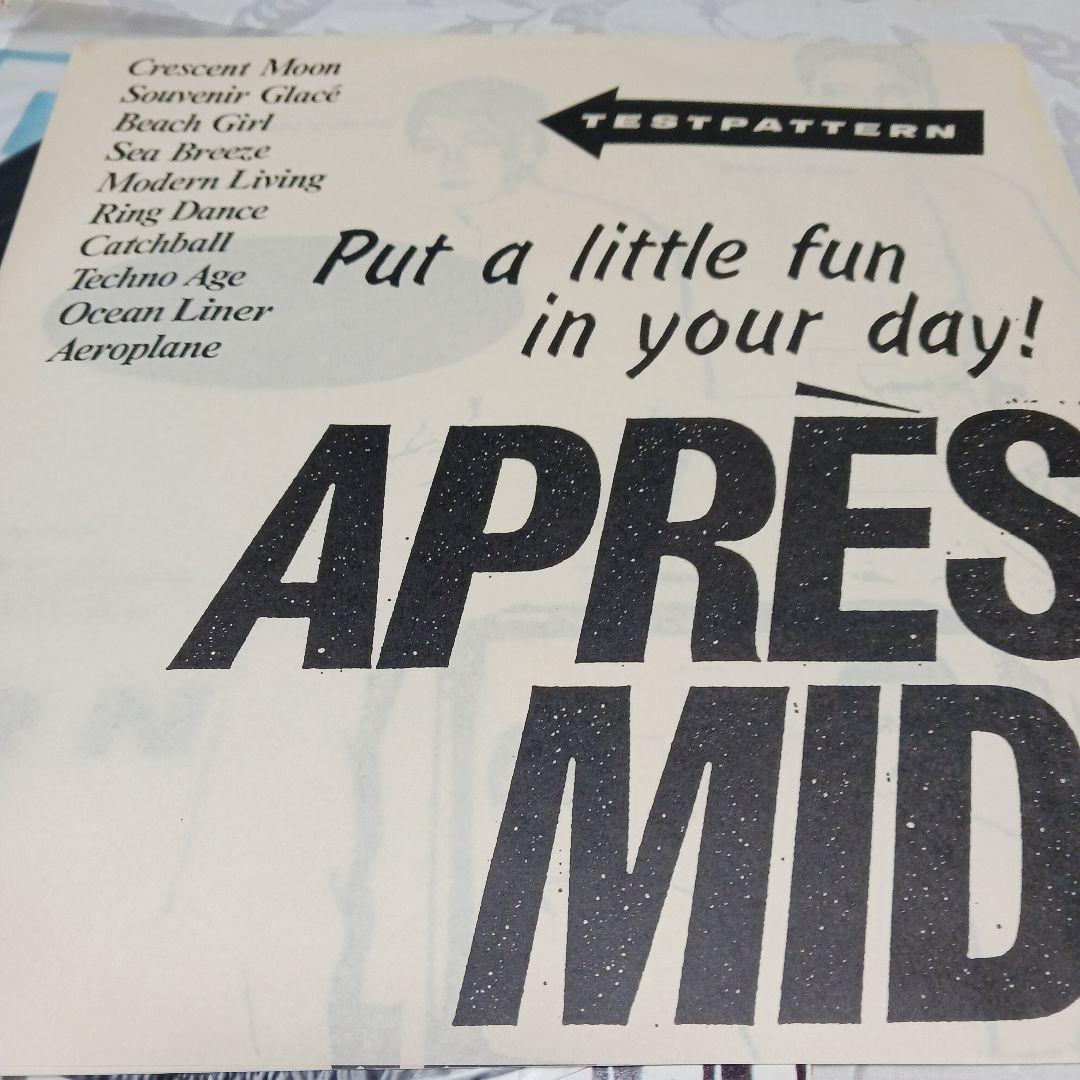 Crescent Moon
Souvenir Glacé
Beach Girl
Sea Breeze
Modern Living
Ring Dance
Catchball
Techno Age
Ocean Liner
Aeroplane
TESTPATTERN
Put a little fun
in your day!
APRÈS
MID